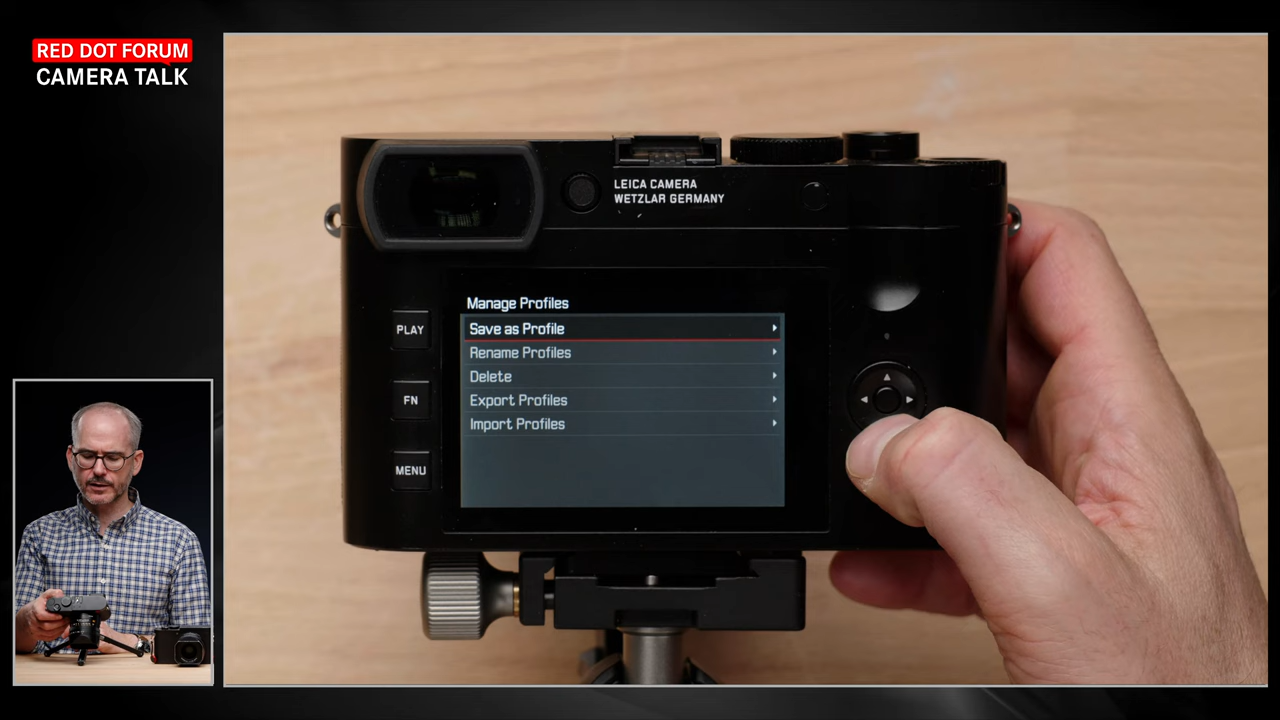 RED DOT FORUM
CAMERA TALK
LEICA CAMERA
WETZLAR GERMANY
Manage Profiles
PLAY
Save as Profile
Rename Profiles
Delete
FN
Export Profiles
Import Profiles
MENU